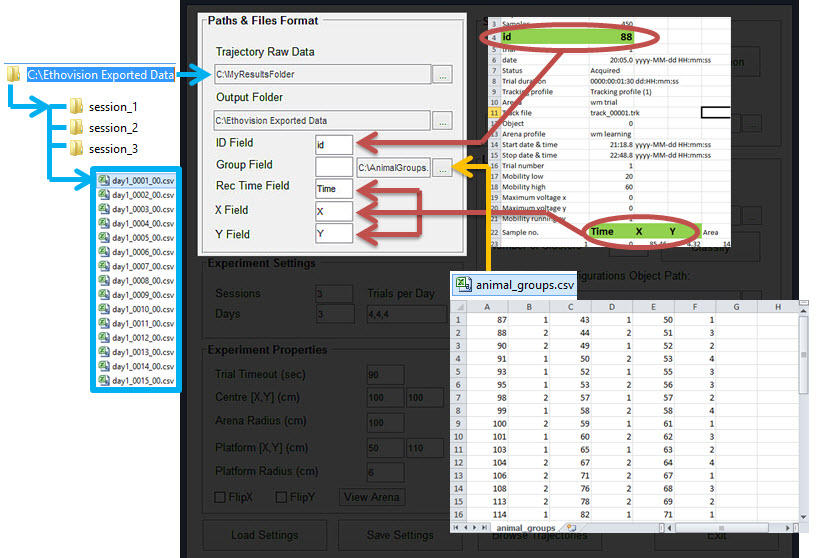 C:\Ethovision Exported Data
session_1
session_2
session_3
day1_0001_00.csv
day1_0002_00.csv
day1_0003_00.csv
day1_0004_00.csv
day1_0005_00.csv
day1_0006_00.csv
day1_0007_00.csv
day1_0008_00.csv
day1_0009_00.csv
day1_0010_00.csv
day1_0011_00.csv
day1_0012_00.csv
day1_0013_00.csv
day1_0014_00.csv
day1_0015_00.csv
Paths & Files Format
Trajectory Raw Data
C:\MyResultsFolder ...
Output Folder
C:\Ethovision Exported Data ...
ID Field id
Group Field C:\AnimalGroups. ...
Rec Time Field Time
X Field X
Y Field Y
Experiment Settings
Sessions 3 Trials per Day
Days 3 4,4,4
Experiment Properties
Trial Timeout (sec) 90
Centre [X,Y] (cm) 100 100
Arena Radius (cm) 100
Platform [X,Y] (cm) 50 110
Platform Radius (cm) 6
FlipX FlipY View Arena
Load Settings Save Settings Browse Trajectories Exit
3 Samples 450
4 id 88
5 trial 1
6 date 20:05.0 yyyy-MM-dd HH:mm:ss
7 Status Acquired
8 Trial duration 0000:00:01:30 dd:HH:mm:ss
9 Tracking profile Tracking profile (1)
10 Arena wm trial
11 Track file track_00001.trk
12 Object 0
13 Arena profile wm learning
14 Start date & time 21:18.8 yyyy-MM-dd HH:mm:ss
15 Stop date & time 22:48.8 yyyy-MM-dd HH:mm:ss
16 Trial number 1
17 Mobility low 20
18 Mobility high 60
19 Maximum voltage x 0
20 Maximum voltage y 0
21 Mobility running 1
22 Sample no. Time X Y Area
23 1 0 85.46 4.32 14
Classify
gurations Object Path:
animal_groups.csv
A B C D E F G H
1 87 1 43 1 50 1
2 88 2 44 2 51 3
3 90 2 49 1 52 2
4 91 1 50 2 53 4
5 93 1 52 1 55 3
6 95 1 53 2 56 3
7 98 2 57 1 57 2
8 99 1 58 2 58 4
9 100 2 59 1 61 1
10 101 1 60 2 62 3
11 103 1 65 1 63 2
12 104 2 67 2 64 4
13 106 2 71 2 67 1
14 108 2 76 2 68 3
15 113 2 78 2 69 2
16 114 1 82 1 71 1
animal_groups